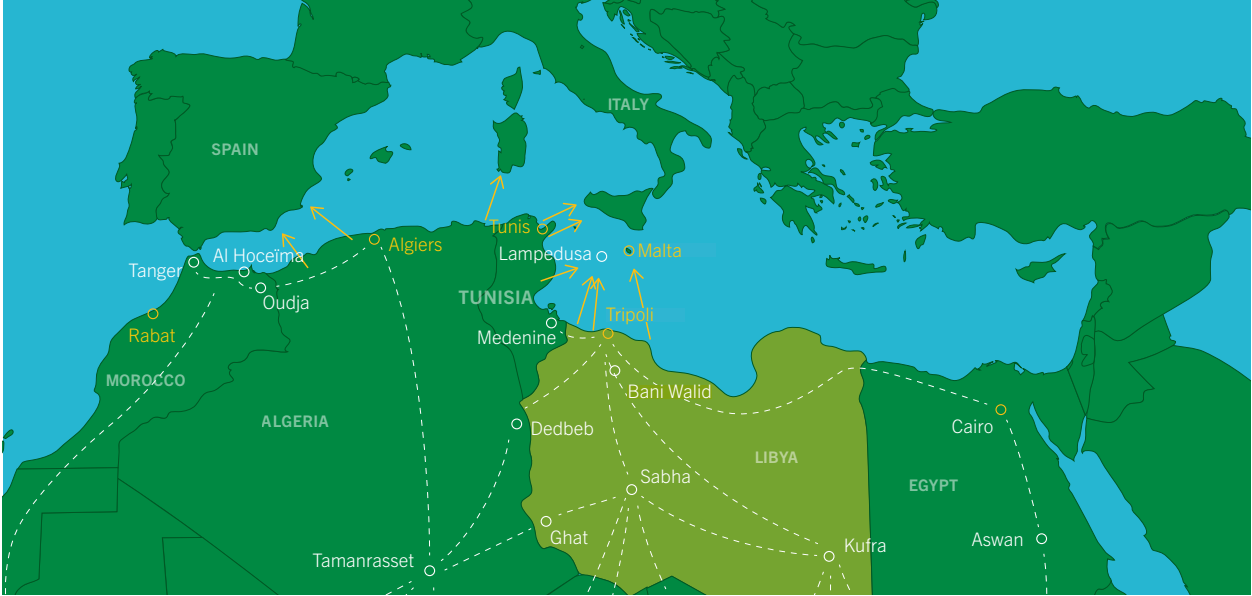 ITALY
SPAIN
Tunis
Algiers
Al Hoceïma
Malta
Lampedusa
Tanger
TUNISIA
Oudja
Tripoli
Rabat
Medenine
MOROCCO
Bani Walid
ALGERIA
Dedbeb
Cairo
LIBYA
Sabha
EGYPT
Ghat
Aswan
Kufra
Tamanrasset